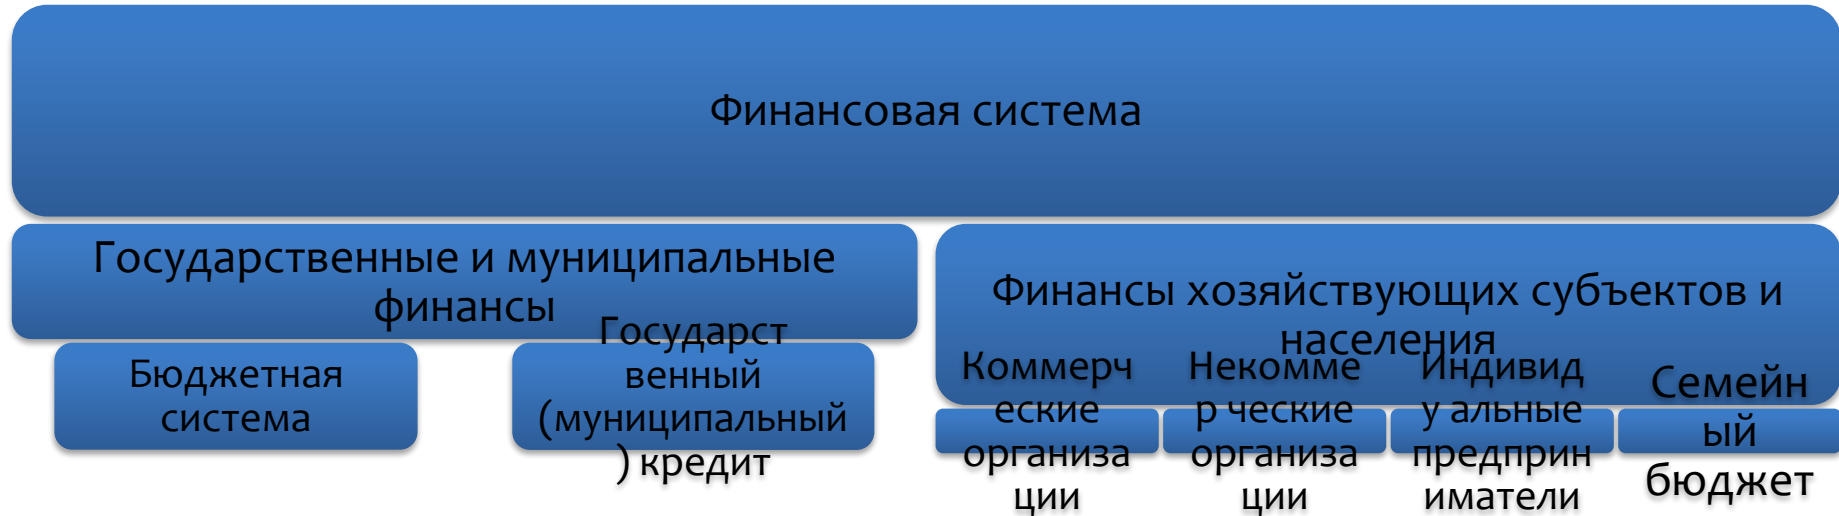 Финансовая система
Государственные и муниципальные
финансы
Бюджетная
система
Государст
венный
(муниципальный
) кредит
Финансы хозяйствующих субъектов и
населения
Коммерч
еские
организа
ции
Некомме
р ческие
организа
ции
Индивид
у альные
предприн
иматели
Семейн
ый
бюджет